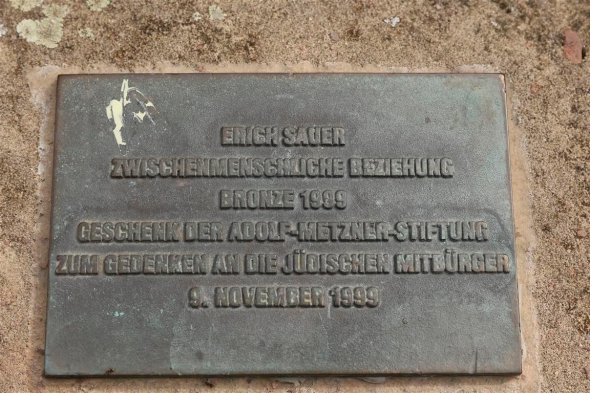 ERICH SAUER
ZWISCHENMENSCHLICHE BEZIEHUNG
BRONZE 1999
GESCHENK DER ADOLF-METZNER-STIFTUNG
ZUM GEDENKEN AN DIE JÜDISCHEN MITBÜRGER
9. NOVEMBER 1999